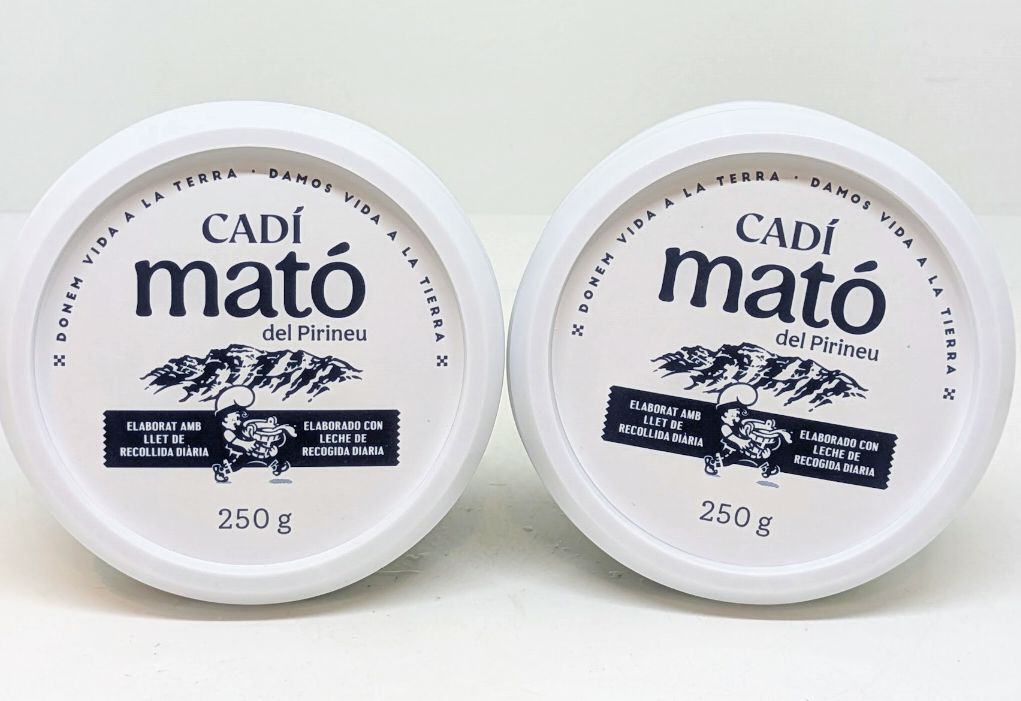 DONEM VIDA A LA TERRA · DAMOS VIDA A LA TIERRA
CADÍ
mató
del Pirineu
ELABORAT AMB
LLET DE
RECOLLIDA DIÀRIA
ELABORADO CON
LECHE DE
RECOGIDA DIARIA
250 g
DONEM VIDA A LA TERRA · DAMOS VIDA A LA TIERRA
CADÍ
mató
del Pirineu
ELABORAT AMB
LLET DE
RECOLLIDA DIÀRIA
ELABORADO CON
LECHE DE
RECOGIDA DIARIA
250 g